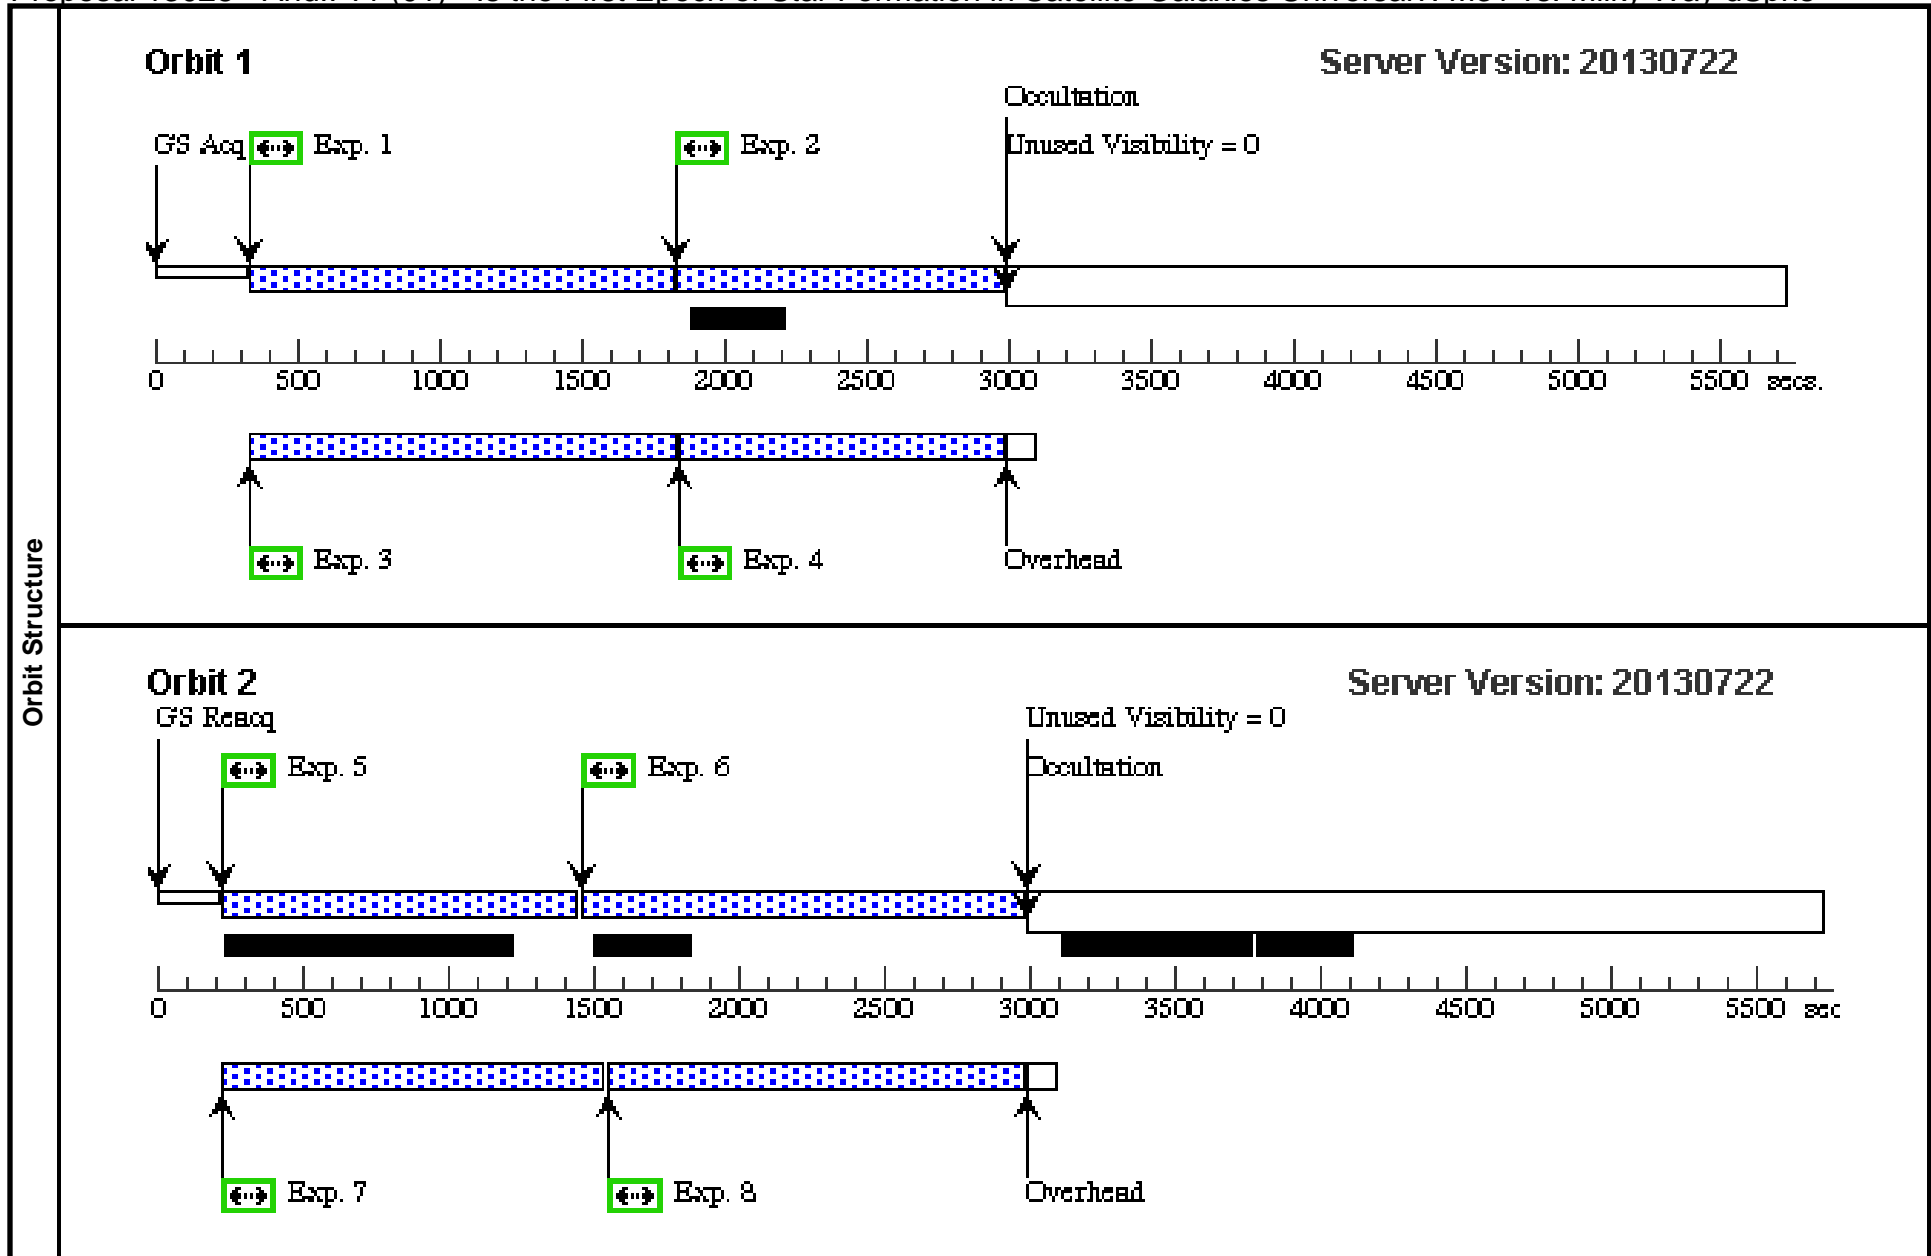 Orbit Structure
Orbit 1
Server Version: 20130722
Occultation
GS Acq Exp. 1 Exp. 2 Unused Visibility = 0
0 500 1000 1500 2000 2500 3000 3500 4000 4500 5000 5500 secs.
Exp. 3 Exp. 4 Overhead
Orbit 2
Server Version: 20130722
GS Reacq Unused Visibility = 0
Exp. 5 Exp. 6 Occultation
0 500 1000 1500 2000 2500 3000 3500 4000 4500 5000 5500 sec
Exp. 7 Exp. 8 Overhead